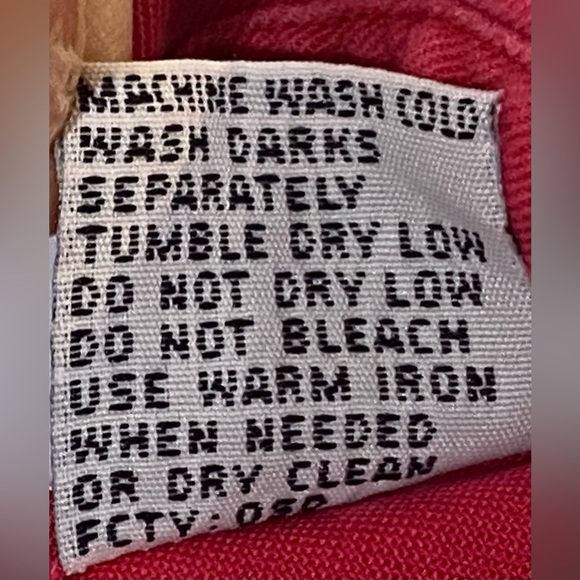 MACHINE WASH COLD
WASH DARKS
SEPARATELY
TUMBLE DRY LOW
DO NOT DRY LOW
DO NOT BLEACH
USE WARM IRON
WHEN NEEDED
OR DRY CLEAN
FCTY: